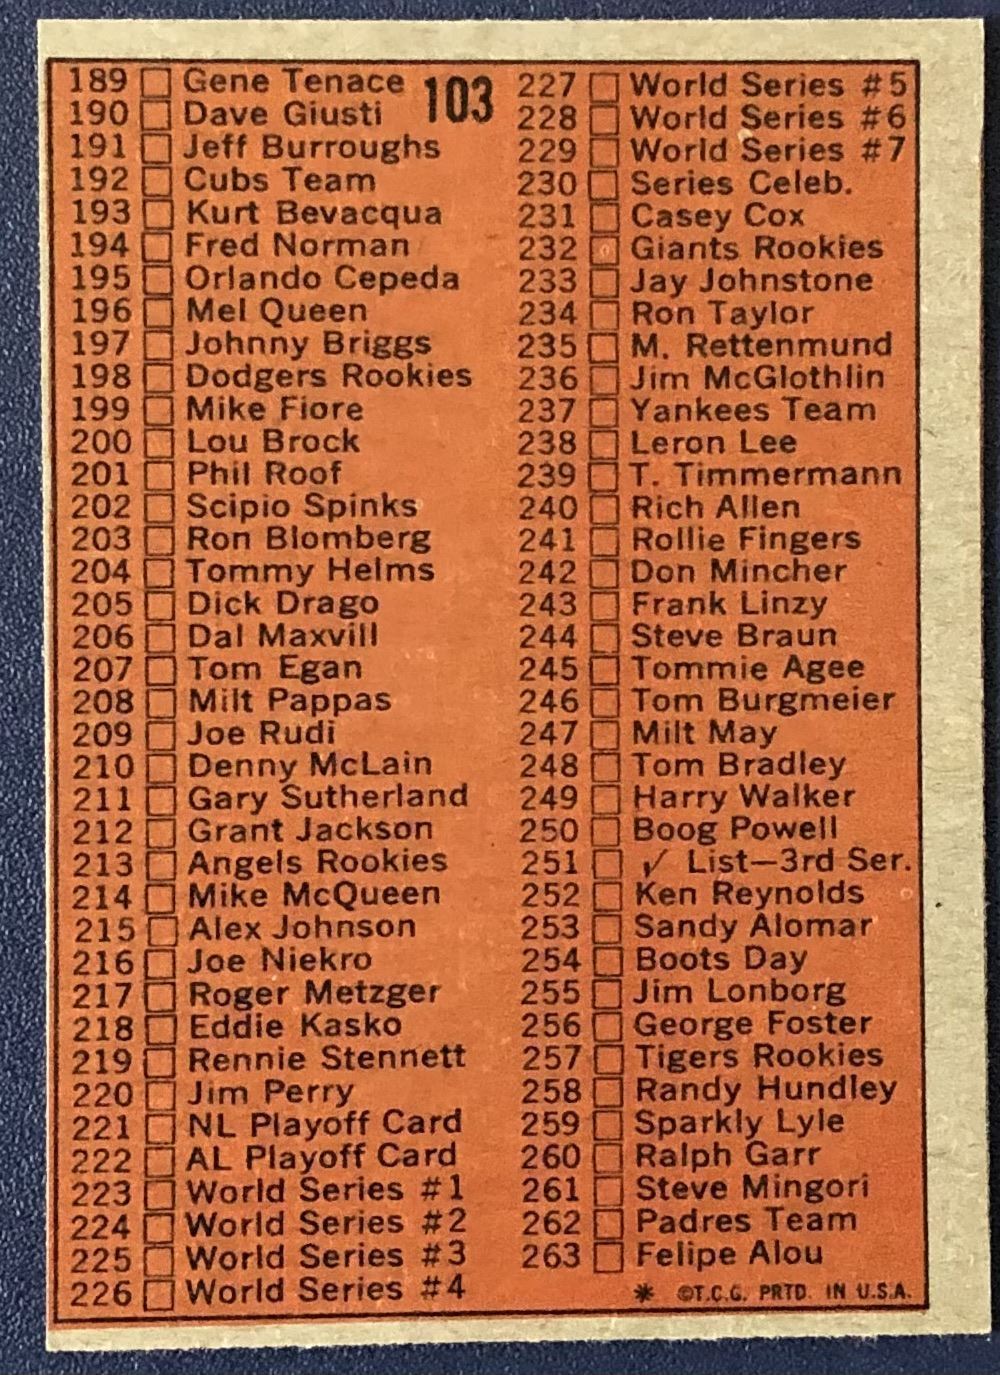 103
189 Gene Tenace
190 Dave Giusti
191 Jeff Burroughs
192 Cubs Team
193 Kurt Bevacqua
194 Fred Norman
195 Orlando Cepeda
196 Mel Queen
197 Johnny Briggs
198 Dodgers Rookies
199 Mike Fiore
200 Lou Brock
201 Phil Roof
202 Scipio Spinks
203 Ron Blomberg
204 Tommy Helms
205 Dick Drago
206 Dal Maxvill
207 Tom Egan
208 Milt Pappas
209 Joe Rudi
210 Denny McLain
211 Gary Sutherland
212 Grant Jackson
213 Angels Rookies
214 Mike McQueen
215 Alex Johnson
216 Joe Niekro
217 Roger Metzger
218 Eddie Kasko
219 Rennie Stennett
220 Jim Perry
221 NL Playoff Card
222 AL Playoff Card
223 World Series #1
224 World Series #2
225 World Series #3
226 World Series #4
227 World Series #5
228 World Series #6
229 World Series #7
230 Series Celeb.
231 Casey Cox
232 Giants Rookies
233 Jay Johnstone
234 Ron Taylor
235 M. Rettenmund
236 Jim McGlothlin
237 Yankees Team
238 Leron Lee
239 T. Timmermann
240 Rich Allen
241 Rollie Fingers
242 Don Mincher
243 Frank Linzy
244 Steve Braun
245 Tommie Agee
246 Tom Burgmeier
247 Milt May
248 Tom Bradley
249 Harry Walker
250 Boog Powell
251 ✓ List—3rd Ser.
252 Ken Reynolds
253 Sandy Alomar
254 Boots Day
255 Jim Lonborg
256 George Foster
257 Tigers Rookies
258 Randy Hundley
259 Sparkly Lyle
260 Ralph Garr
261 Steve Mingori
262 Padres Team
263 Felipe Alou
* ©T.C.G. PRTD. IN U.S.A.